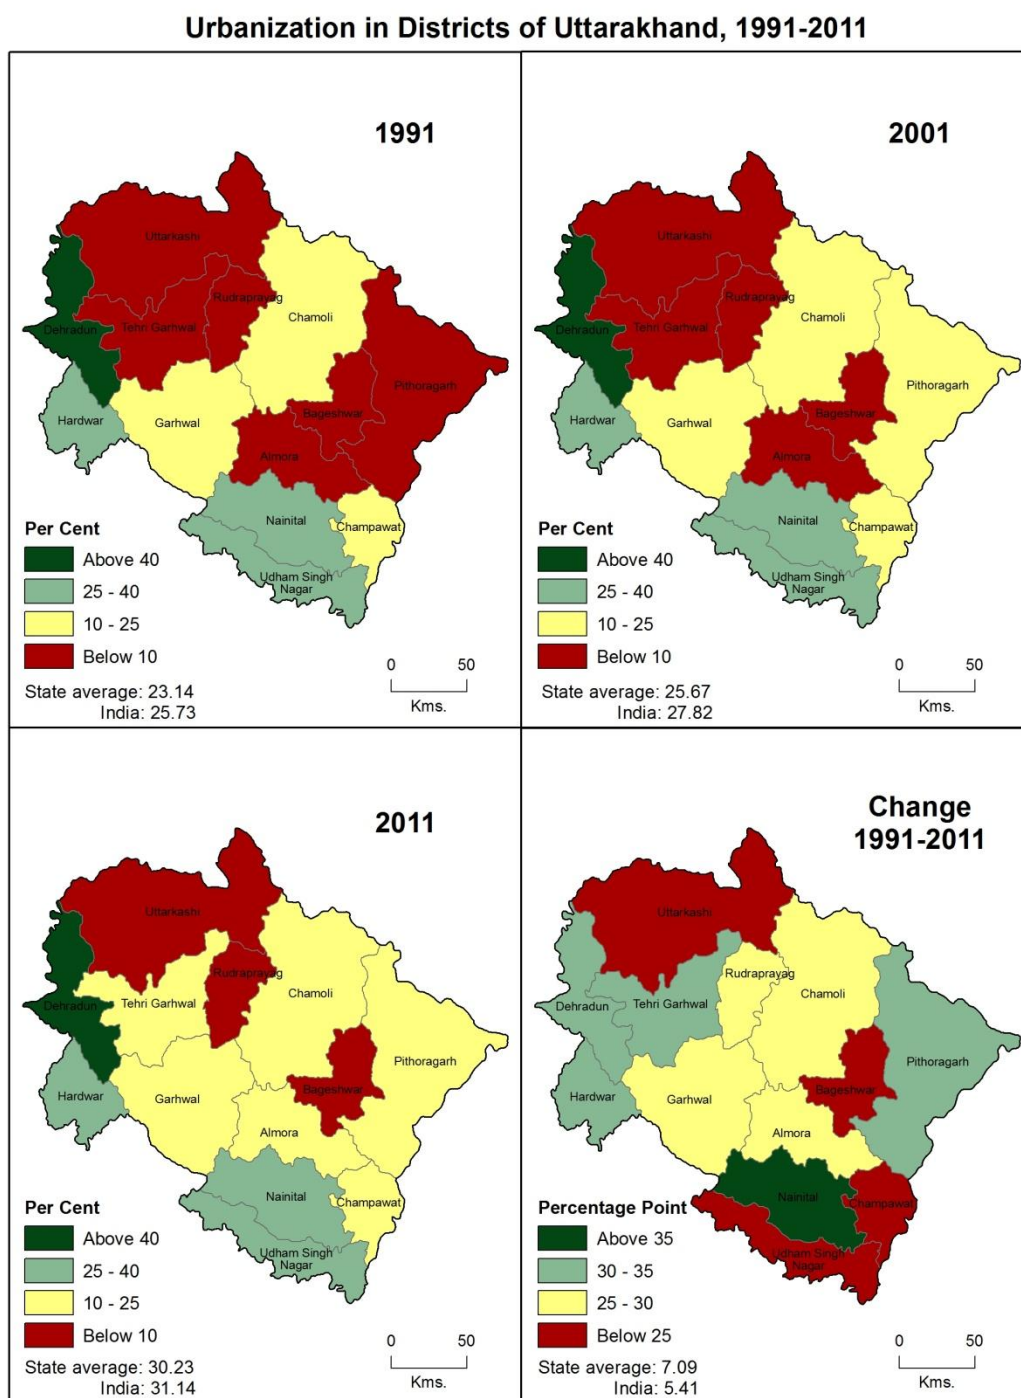 Urbanization in Districts of Uttarakhand, 1991-2011
1991
Uttarkashi
Rudraprayag
Tehri Garhwal
Chamoli
Dehradun
Pithoragarh
Hardwar
Garhwal
Bageshwar
Almora
Nainital
Champawat
Udham Singh
Nagar
Per Cent
Above 40
25 - 40
10 - 25
Below 10
0 50
Kms.
State average: 23.14
India: 25.73
2001
Uttarkashi
Rudraprayag
Tehri Garhwal
Chamoli
Dehradun
Pithoragarh
Hardwar
Garhwal
Bageshwar
Almora
Nainital
Champawat
Udham Singh
Nagar
Per Cent
Above 40
25 - 40
10 - 25
Below 10
0 50
Kms.
State average: 25.67
India: 27.82
2011
Uttarkashi
Rudraprayag
Tehri Garhwal
Chamoli
Dehradun
Pithoragarh
Hardwar
Garhwal
Bageshwar
Almora
Nainital
Champawat
Udham Singh
Nagar
Per Cent
Above 40
25 - 40
10 - 25
Below 10
0 50
Kms.
State average: 30.23
India: 31.14
Change
1991-2011
Uttarkashi
Rudraprayag
Tehri Garhwal
Chamoli
Dehradun
Pithoragarh
Hardwar
Garhwal
Bageshwar
Almora
Nainital
Champawat
Udham Singh
Nagar
Percentage Point
Above 35
30 - 35
25 - 30
Below 25
0 50
Kms.
State average: 7.09
India: 5.41